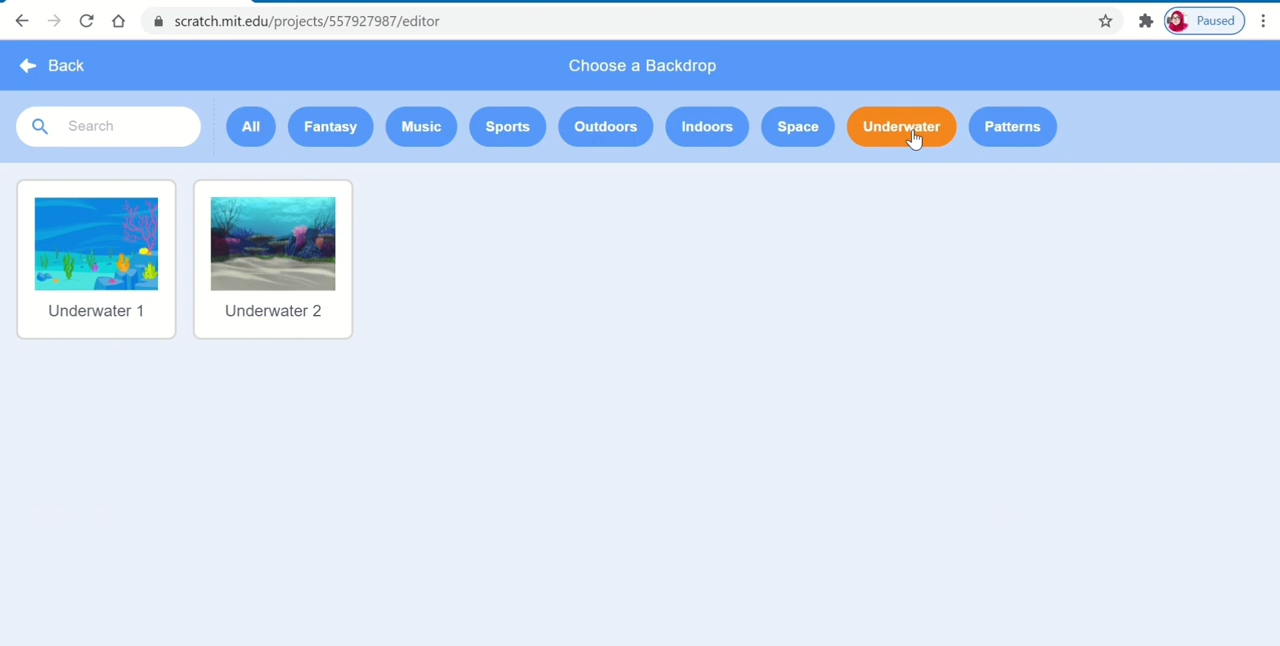 scratch.mit.edu/projects/557927987/editor
Paused
Back
Choose a Backdrop
Search
All
Fantasy
Music
Sports
Outdoors
Indoors
Space
Underwater
Patterns
Underwater 1
Underwater 2